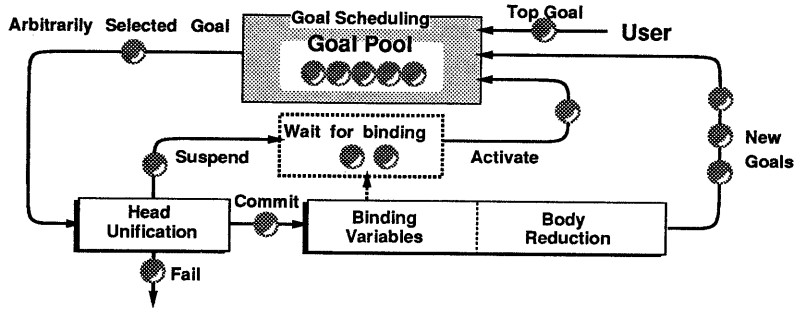 Goal Scheduling
Top Goal
Arbitrarily Selected Goal
User
Goal Pool
Wait for binding
Suspend
Activate
New
Goals
Commit
Head
Unification
Binding
Variables
Body
Reduction
Fail